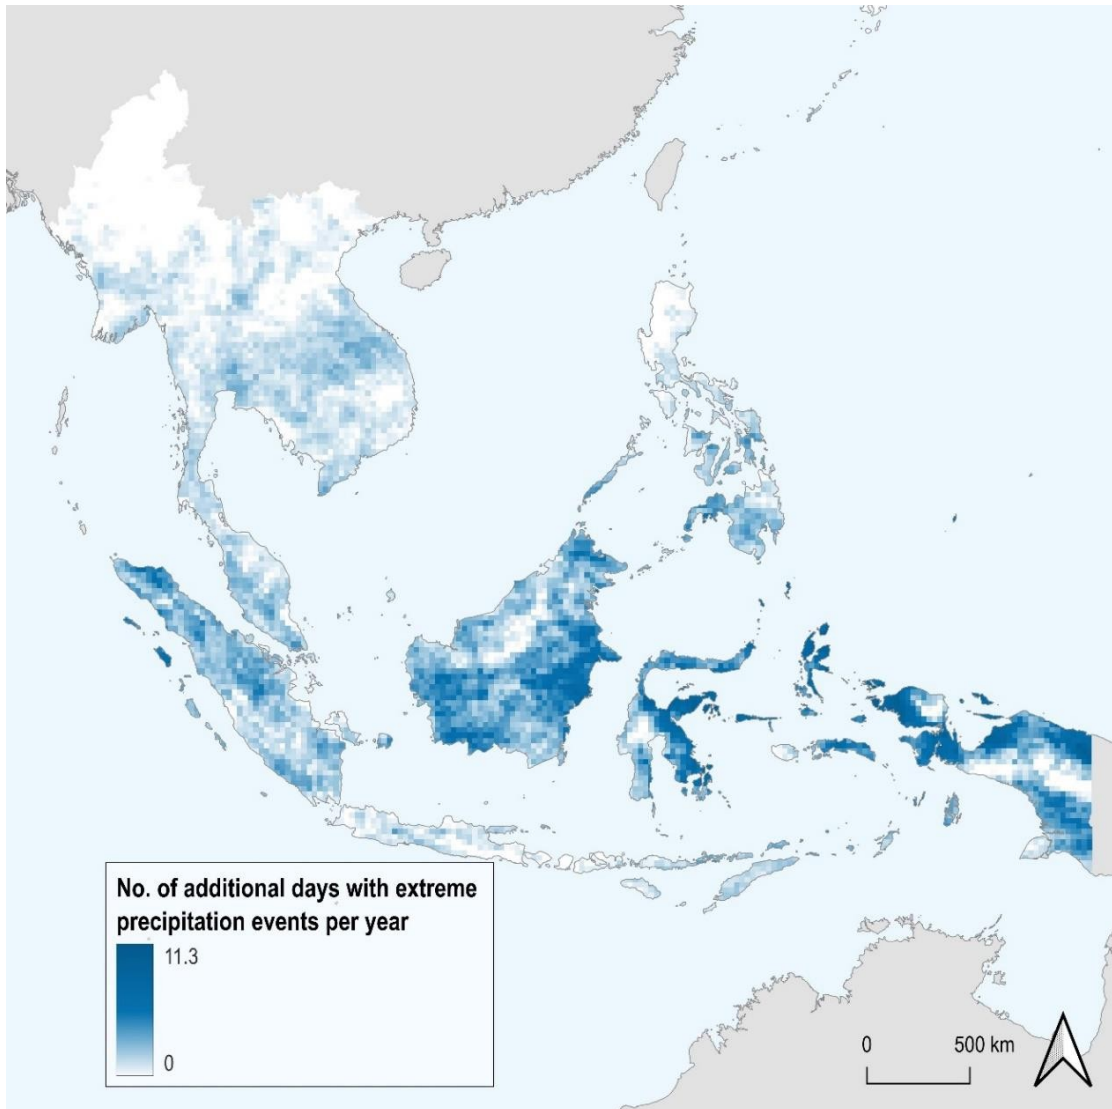 No. of additional days with extreme
precipitation events per year
11.3
0
0 500 km